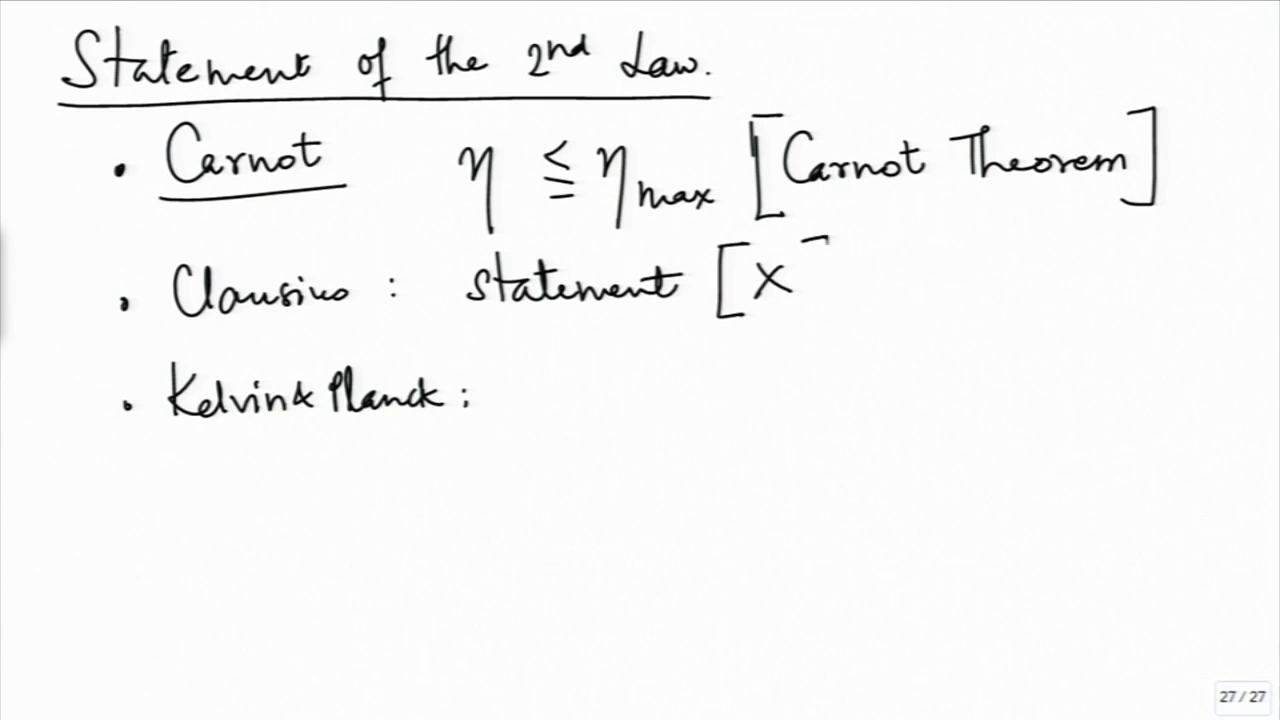 Statement of the 2nd Law.
• Carnot η ≦ ηmax [Carnot Theorem]
• Clausius : statement [X
• Kelvin & Planck :
27 / 27